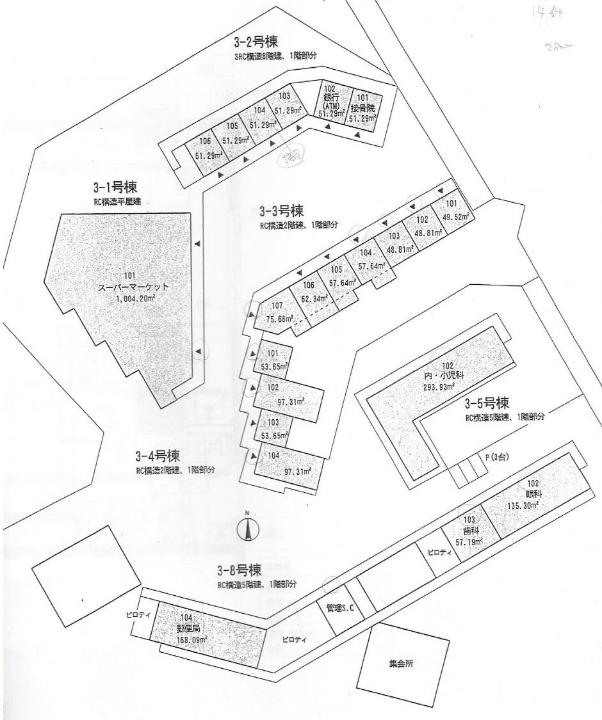 3-2号棟
SRC構造8階建、1階部分
102
銀行
(ATM)
51.29㎡
101
接骨院
51.29㎡
103
51.29㎡
104
51.29㎡
105
51.29㎡
106
51.29㎡
3-1号棟
RC構造平屋建
101
スーパーマーケット
1,004.20㎡
3-3号棟
RC構造2階建、1階部分
101
49.52㎡
102
48.81㎡
103
48.81㎡
104
57.64㎡
105
57.64㎡
106
62.34㎡
107
75.66㎡
101
53.65㎡
102
97.31㎡
103
53.65㎡
104
97.31㎡
3-4号棟
RC構造2階建、1階部分
102
内・小児科
293.93㎡
3-5号棟
RC構造5階建、1階部分
P(3台)
N
3-8号棟
RC構造5階建、1階部分
102
眼科
135.30㎡
103
歯科
57.19㎡
ピロティ
管理S.C
ピロティ
104
郵便局
168.09㎡
ピロティ
集会所